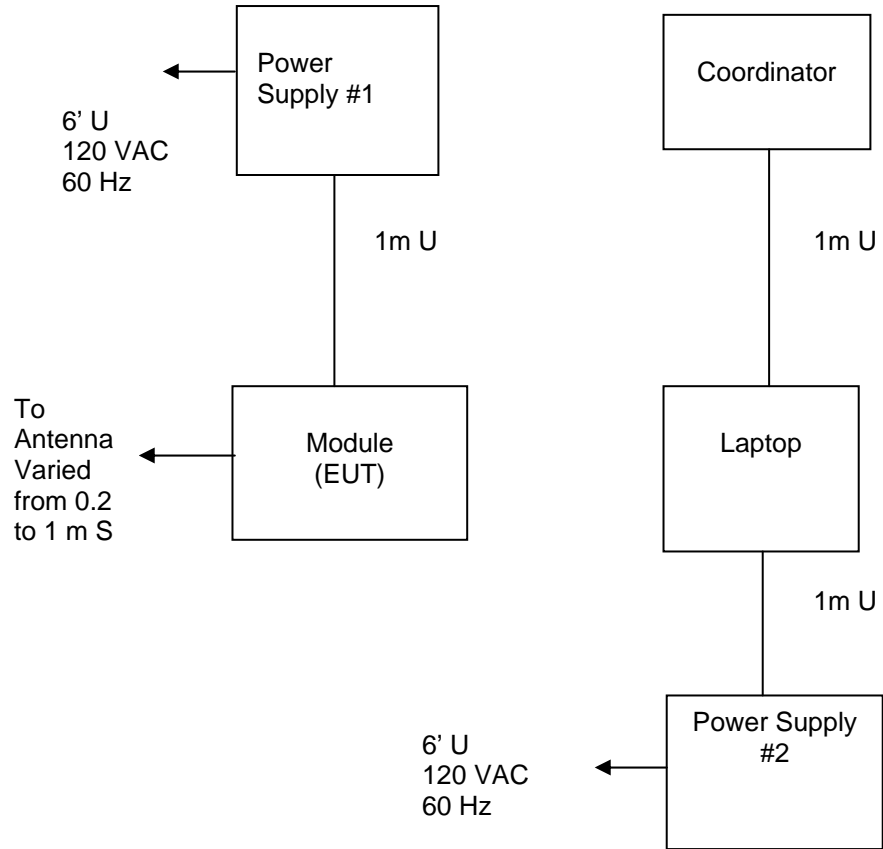 Power
Supply #1
Coordinator
6’ U
120 VAC
60 Hz
1m U
1m U
To
Antenna
Varied
from 0.2
to 1 m S
Module
(EUT)
Laptop
1m U
Power Supply
#2
6’ U
120 VAC
60 Hz